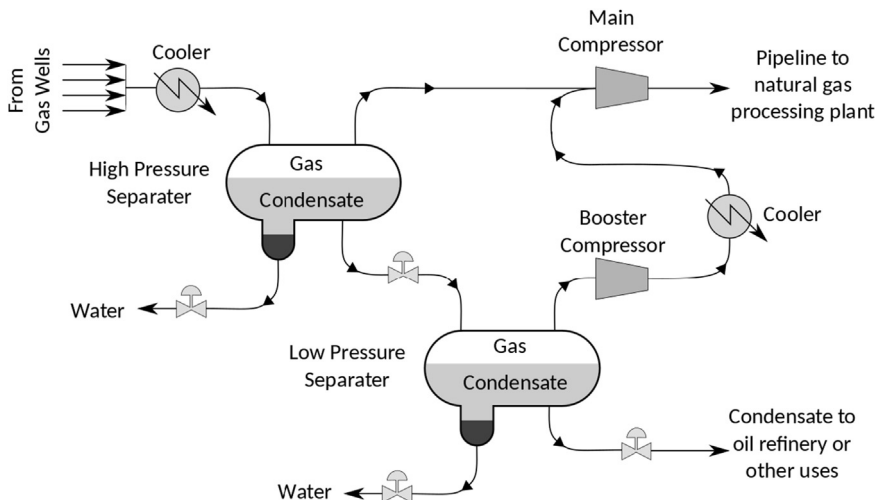 Main
Compressor
Cooler
From
Gas Wells
Pipeline to
natural gas
processing plant
High Pressure
Separater
Gas
Condensate
Booster
Compressor
Cooler
Water
Low Pressure
Separater
Gas
Condensate
Condensate to
oil refinery or
other uses
Water